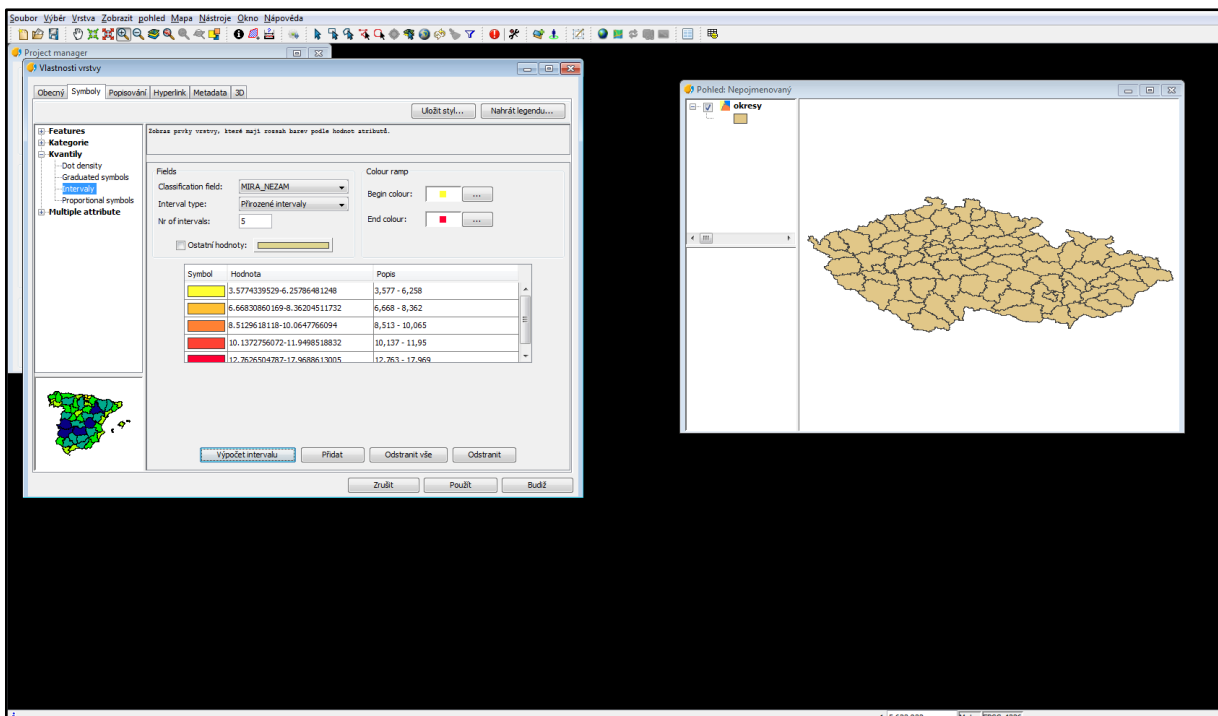 Soubor Výběr Vrstva Zobrazit pohled Mapa Nástroje Okno Nápověda
Project manager
Vlastnosti vrstvy
Obecný Symboly Popisování Hyperlink Metadata 3D
Uložit styl... Nahrát legendu...
Features
Kategorie
Kvantily
Dot density
Graduated symbols
Intervaly
Proportional symbols
Multiple attribute
Zobraz prvky vrstvy, které mají rozsah barev podle hodnot atributů.
Fields
Classification field: MIRA_NEZAM
Interval type: Přirozené intervaly
Nr of intervals: 5
Ostatní hodnoty:
Colour ramp
Begin colour: ...
End colour: ...
Symbol Hodnota Popis
3.5774339529-6.25786481248 3,577 - 6,258
6.66830860169-8.36204511732 6,668 - 8,362
8.5129618118-10.0647766094 8,513 - 10,065
10.1372756072-11.9498518832 10,137 - 11,95
12.7626504787-17.9688613005 12,763 - 17,969
Výpočet intervalu Přidat Odstranit vše Odstranit
Zrušit Použít Budiž
Pohled: Nepojmenovaný
okresy